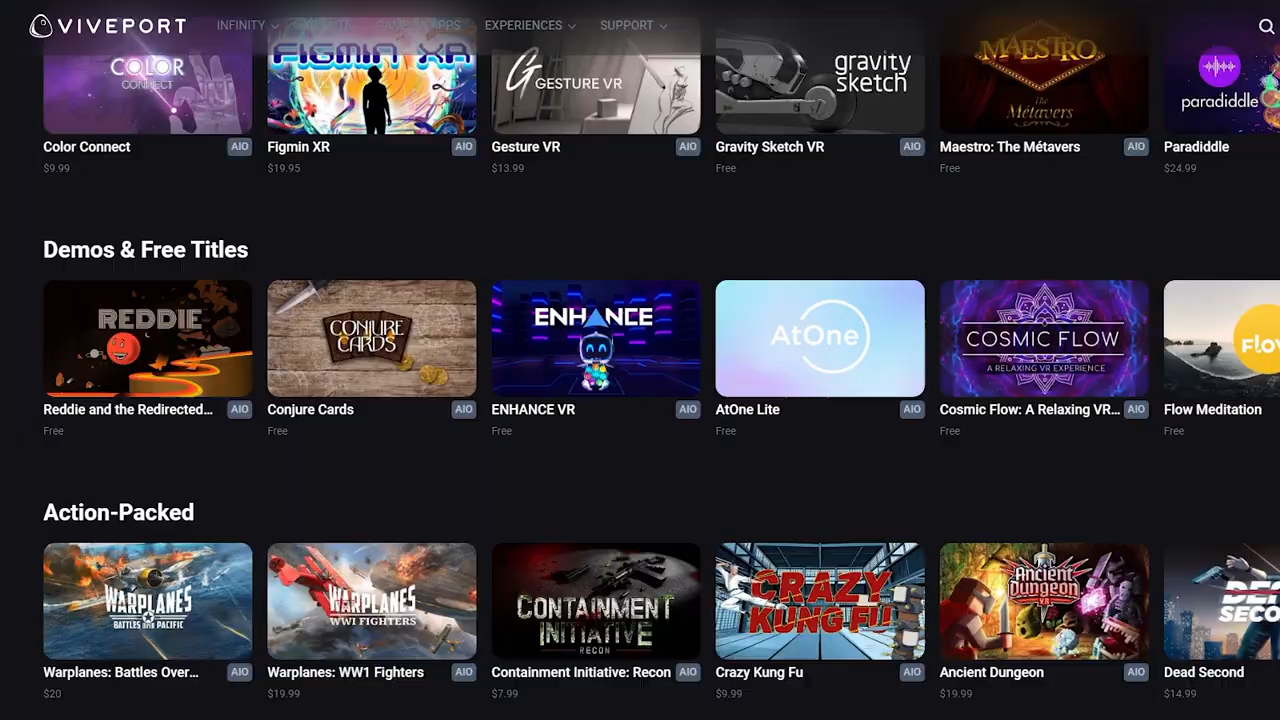 VIVEPORT
INFINITY
APPS
EXPERIENCES
SUPPORT
COLOR
CONNECT
FIGMIN XR
G GESTURE VR
gravity
sketch
MAESTRO
The
Métavers
paradiddle
Color Connect AIO
Figmin XR AIO
Gesture VR AIO
Gravity Sketch VR AIO
Maestro: The Métavers AIO
Paradiddle
$9.99
$19.95
$13.99
Free
Free
$24.99
Demos & Free Titles
REDDIE
CONJURE
CARDS
ENHANCE
AtOne
COSMIC FLOW
A RELAXING VR EXPERIENCE
Flov
Reddie and the Redirected... AIO
Conjure Cards AIO
ENHANCE VR AIO
AtOne Lite AIO
Cosmic Flow: A Relaxing VR... AIO
Flow Meditation
Free
Free
Free
Free
Free
Free
Action-Packed
WARPLANES
BATTLES OVER PACIFIC
WARPLANES
WW1 FIGHTERS
CONTAINMENT
INITIATIVE
RECON
CRAZY
KUNG FU
Ancient
Dungeon
VR
SECO
Warplanes: Battles Over... AIO
Warplanes: WW1 Fighters AIO
Containment Initiative: Recon AIO
Crazy Kung Fu AIO
Ancient Dungeon AIO
Dead Second
$20
$19.99
$7.99
$9.99
$19.99
$14.99